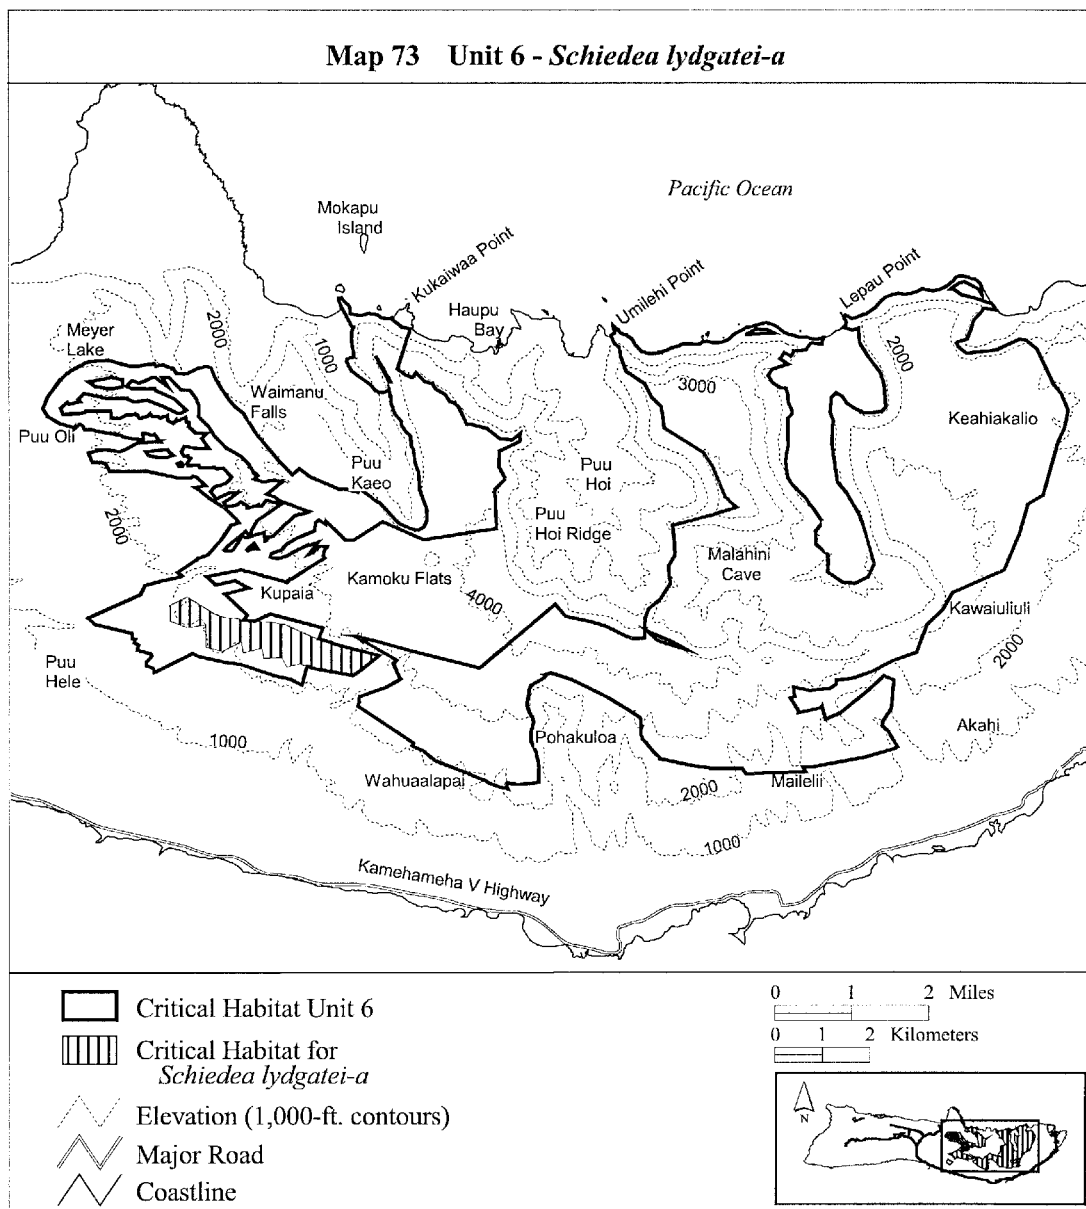 Map 73 Unit 6 - Schiedea lydgatei-a
Pacific Ocean
Mokapu
Island
Kukaiwaa Point
Umilehi Point
Lepau Point
Haupu
Bay
Meyer
Lake
2000
1000
3000
2000
Waimanu
Falls
Keahiakalio
Puu Oli
Puu
Kaeo
Puu
Hoi
2000
Puu
Hoi Ridge
Malahini
Cave
Kamoku Flats
Kupaia
4000
Kawaiuliuli
2000
Puu
Hele
Akahi
1000
Pohakuloa
Wahuaalapai
Mailelii
2000
1000
Kamehameha V Highway
Critical Habitat Unit 6
Critical Habitat for
Schiedea lydgatei-a
Elevation (1,000-ft. contours)
Major Road
Coastline
0 1 2 Miles
0 1 2 Kilometers
N